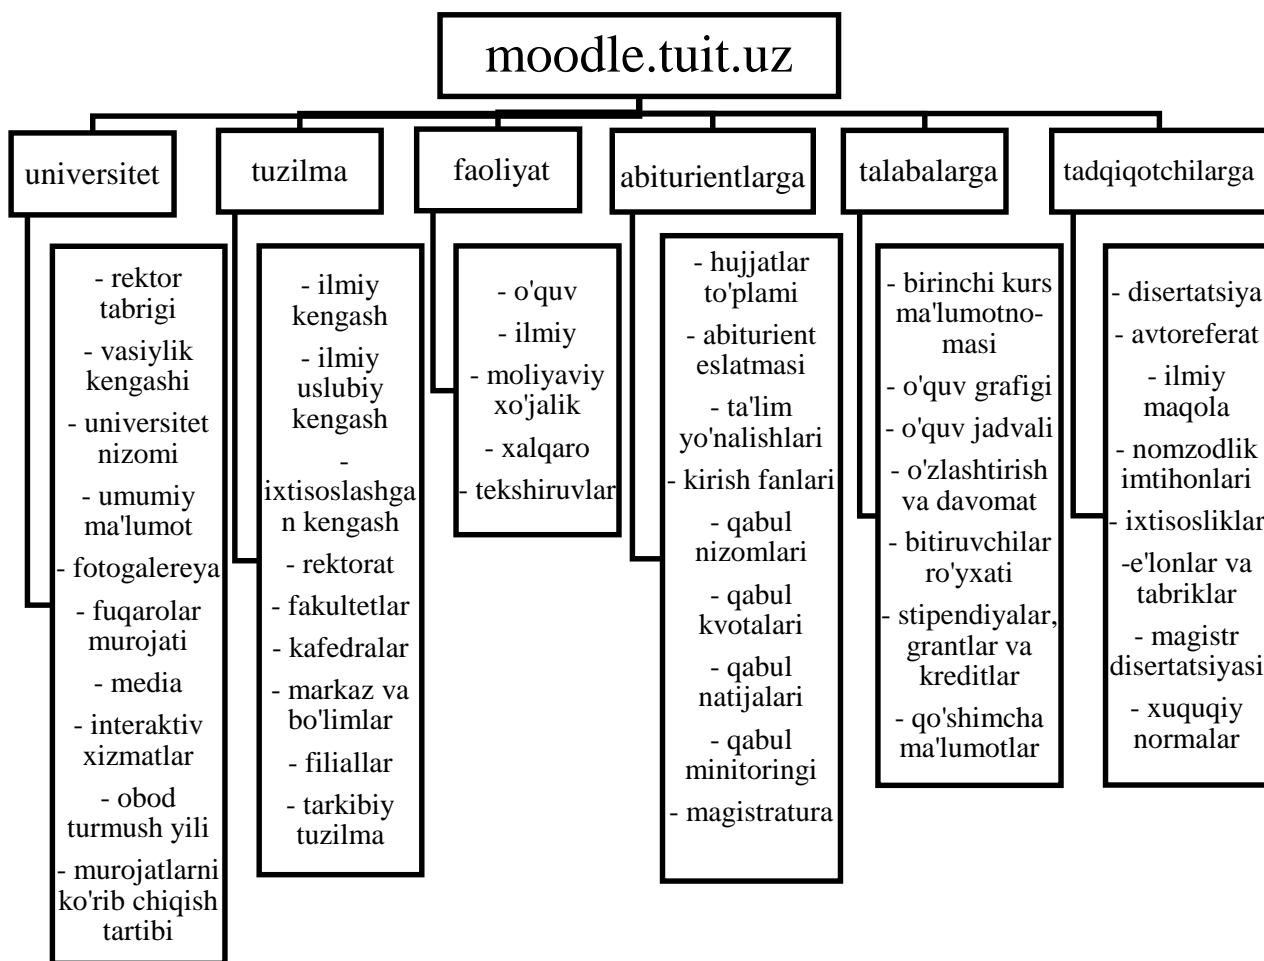 moodle.tuit.uz
universitet
tuzilma
faoliyat
abiturientlarga
talabalarga
tadqiqotchilarga
- rektor
tabrigi
- vasiylik
kengashi
- universitet
nizomi
- umumiy
ma'lumot
- fotogalereya
- fuqarolar
murojati
- media
- interaktiv
xizmatlar
- obod
turmush yili
- murojatlarni
ko'rib chiqish
tartibi
- ilmiy
kengash
- ilmiy
uslubiy
kengash
-
ixtisoslashga
n kengash
- rektorat
- fakultetlar
- kafedralar
- markaz va
bo'limlar
- filiallar
- tarkibiy
tuzilma
- o'quv
- ilmiy
- moliyaviy
xo'jalik
- xalqaro
- tekshiruvlar
- hujjatlar
to'plami
- abiturient
eslatmasi
- ta'lim
yo'nalishlari
- kirish fanlari
- qabul
nizomlari
- qabul
kvotalari
- qabul
natijalari
- qabul
minitoringi
- magistratura
- birinchi kurs
ma'lumotno-
masi
- o'quv grafigi
- o'quv jadvali
- o'zlashtirish
va davomat
- bitiruvchilar
ro'yxati
- stipendiyalar,
grantlar va
kreditlar
- qo'shimcha
ma'lumotlar
- disertatsiya
- avtoreferat
- ilmiy
maqola
- nomzodlik
imtihonlari
- ixtisosliklar
-e'lonlar va
tabriklar
- magistr
disertatsiyasi
- xuquqiy
normalar